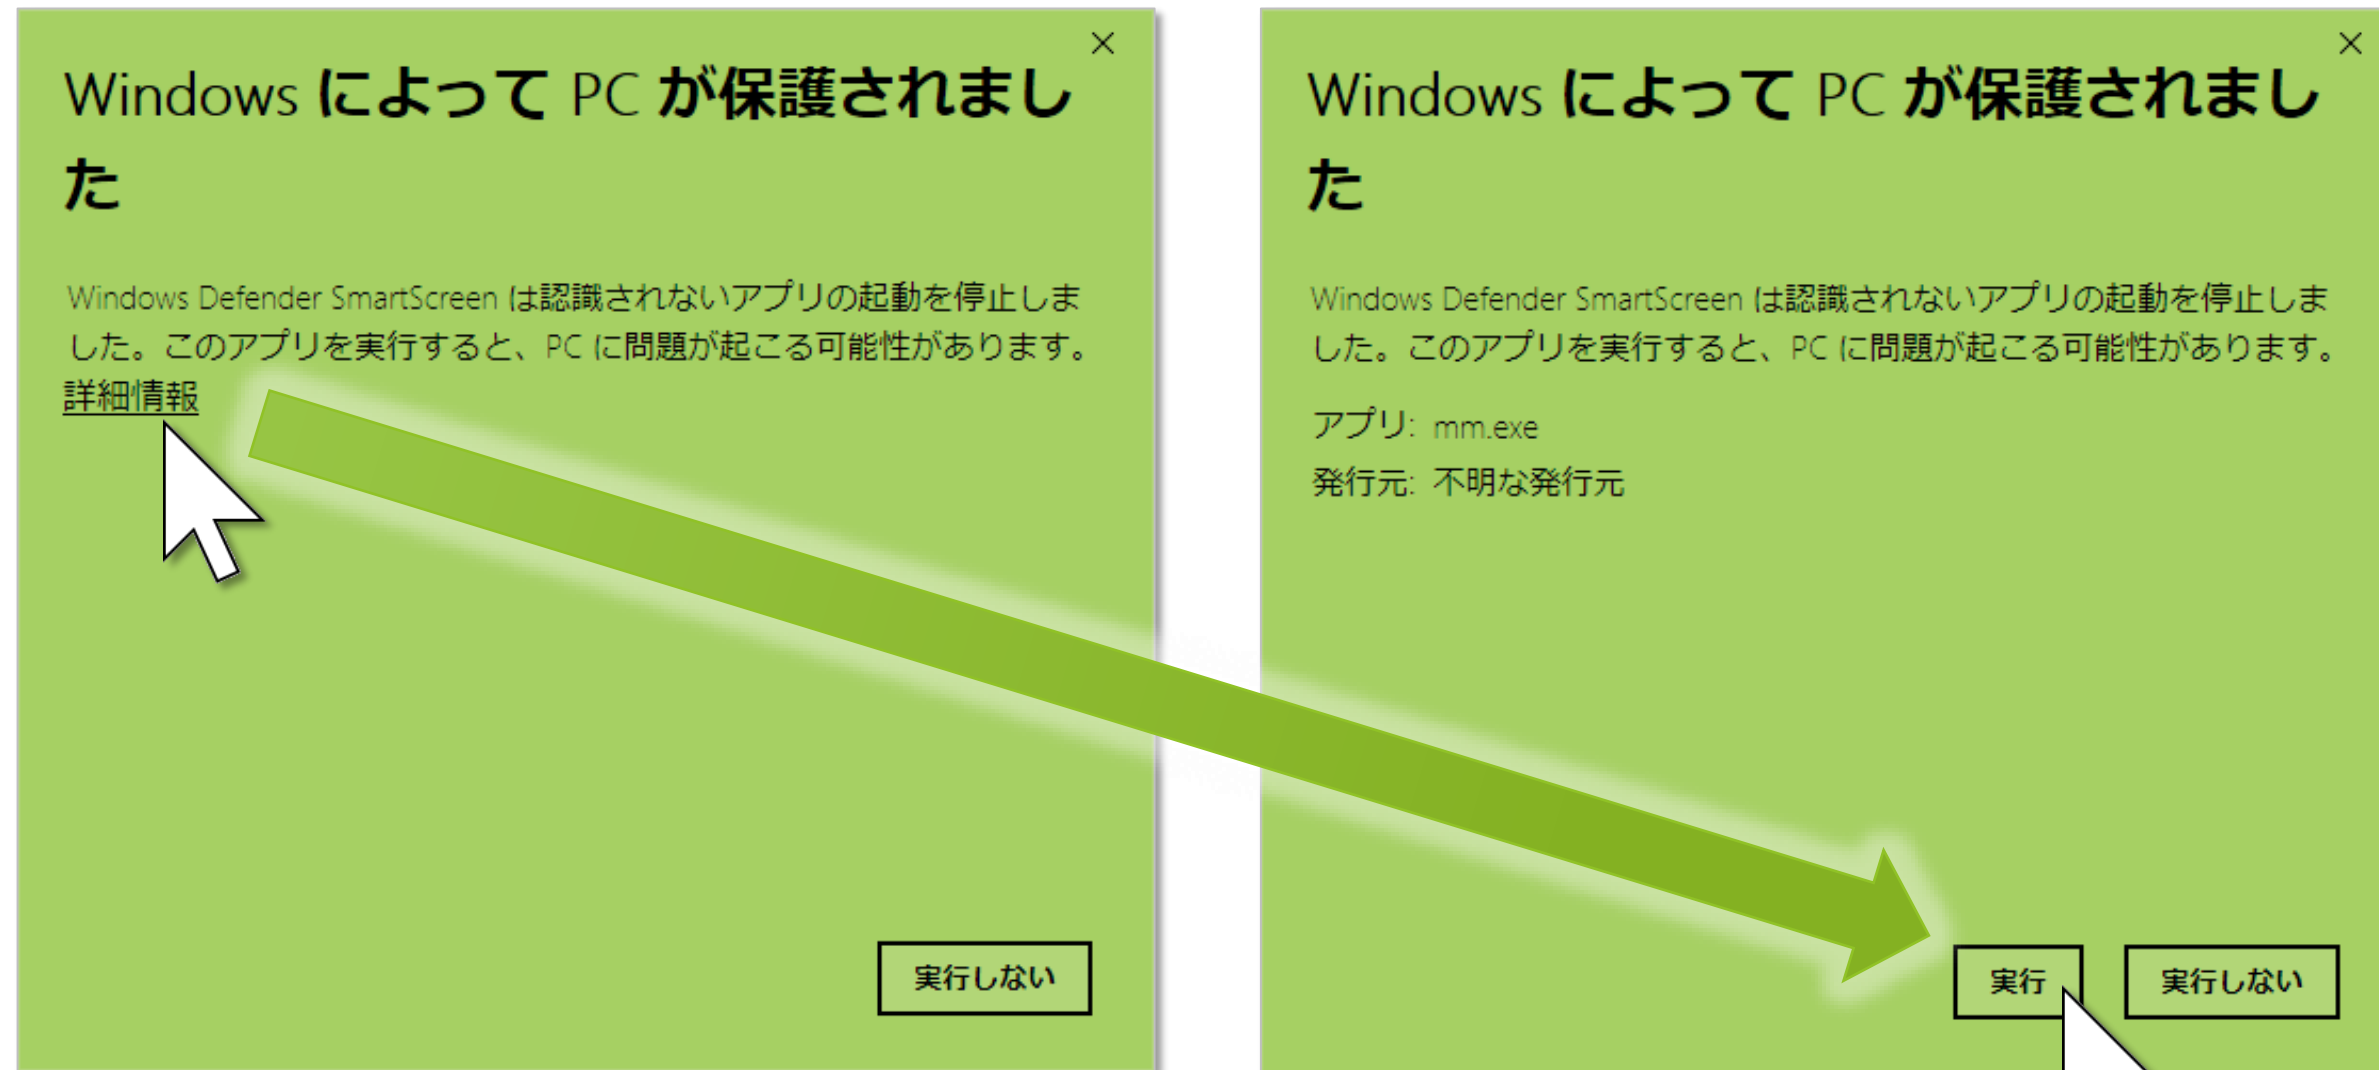 Windows によって PC が保護されまし
た
Windows Defender SmartScreen は認識されないアプリの起動を停止しま
した。このアプリを実行すると、PC に問題が起こる可能性があります。
詳細情報
実行しない
Windows によって PC が保護されまし
た
Windows Defender SmartScreen は認識されないアプリの起動を停止しま
した。このアプリを実行すると、PC に問題が起こる可能性があります。
アプリ: mm.exe
発行元: 不明な発行元
実行
実行しない